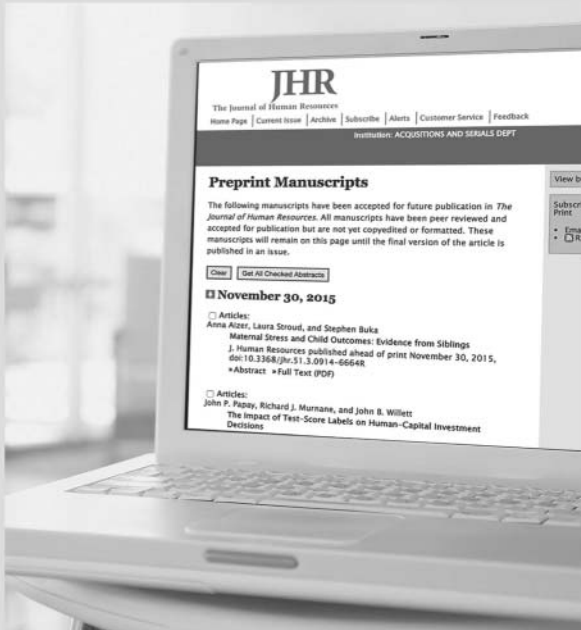 JHR
The Journal of Human Resources
Home Page | Current Issue | Archive | Subscribe | Alerts | Customer Service | Feedback
Institution: ACQUSITIONS AND SERIALS DEPT
Preprint Manuscripts
The following manuscripts have been accepted for future publication in The
Journal of Human Resources. All manuscripts have been peer reviewed and
accepted for publication but are not yet copyedited or formatted. These
manuscripts will remain on this page until the final version of the article is
published in an issue.
Clear Get All Checked Abstracts
November 30, 2015
Articles:
Anna Aizer, Laura Stroud, and Stephen Buka
Maternal Stress and Child Outcomes: Evidence from Siblings
J. Human Resources published ahead of print November 30, 2015,
doi:10.3368/jhr.51.3.0914-6664R
»Abstract »Full Text (PDF)
Articles:
John P. Papay, Richard J. Murnane, and John B. Willett
The Impact of Test-Score Labels on Human-Capital Investment
Decisions
View b
Subscr
Print
Ema
R